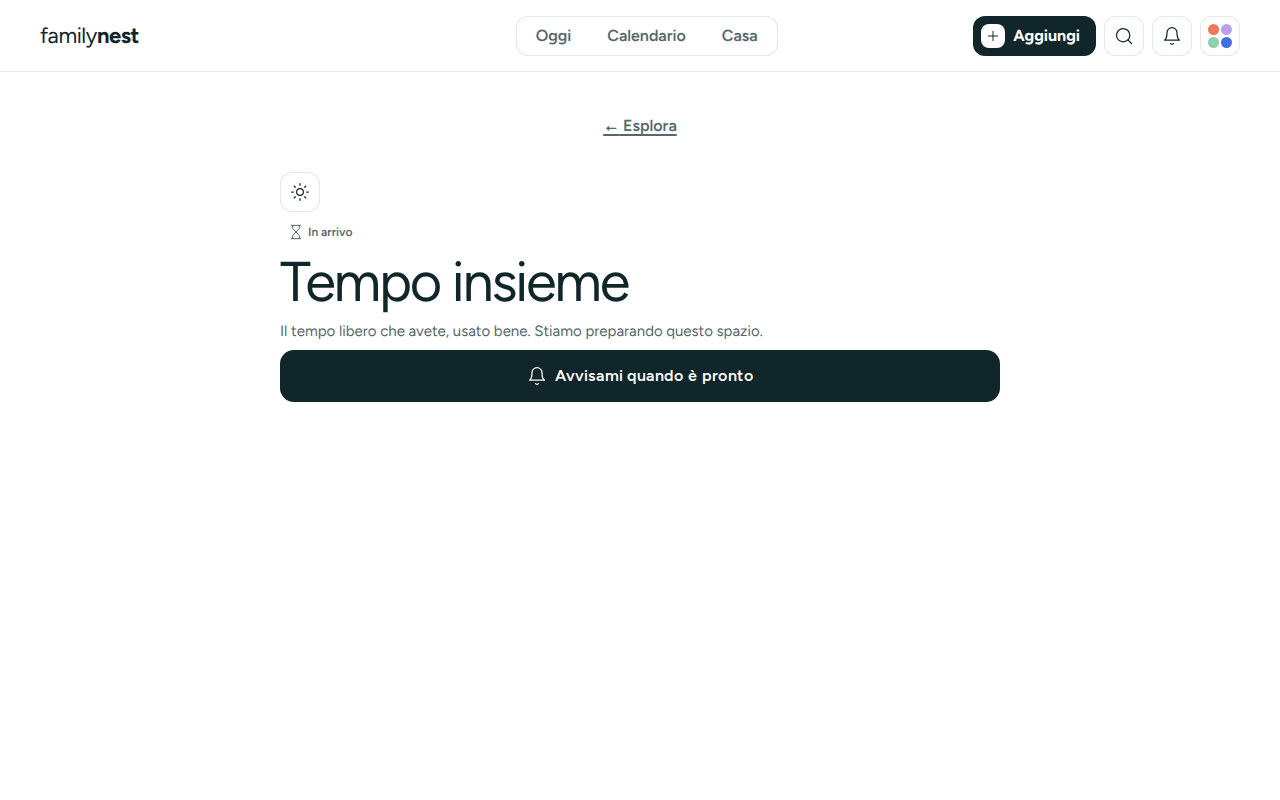 familynest
Oggi
Calendario
Casa
Aggiungi
← Esplora
In arrivo
Tempo insieme
Il tempo libero che avete, usato bene. Stiamo preparando questo spazio.
Avvisami quando è pronto